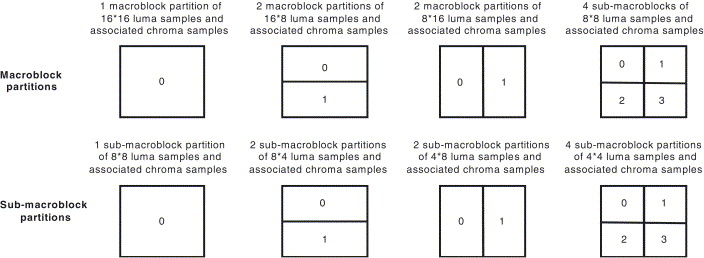 1 macroblock partition of
16*16 luma samples and
associated chroma samples
2 macroblock partitions of
16*8 luma samples and
associated chroma samples
2 macroblock partitions of
8*16 luma samples and
associated chroma samples
4 sub-macroblocks of
8*8 luma samples and
associated chroma samples
Macroblock
partitions
0
0
1
0 1
0 1
2 3
1 sub-macroblock partition
of 8*8 luma samples and
associated chroma samples
2 sub-macroblock partitions
of 8*4 luma samples and
associated chroma samples
2 sub-macroblock partitions
of 4*8 luma samples and
associated chroma samples
4 sub-macroblock partitions
of 4*4 luma samples and
associated chroma samples
Sub-macroblock
partitions
0
0
1
0 1
0 1
2 3